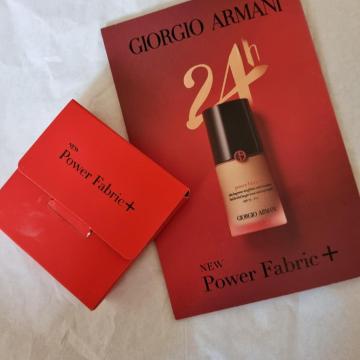 GIORGIO ARMANI
24h
GIORGIO ARMANI
NEW
Power Fabric+
NEW
Power Fabric+